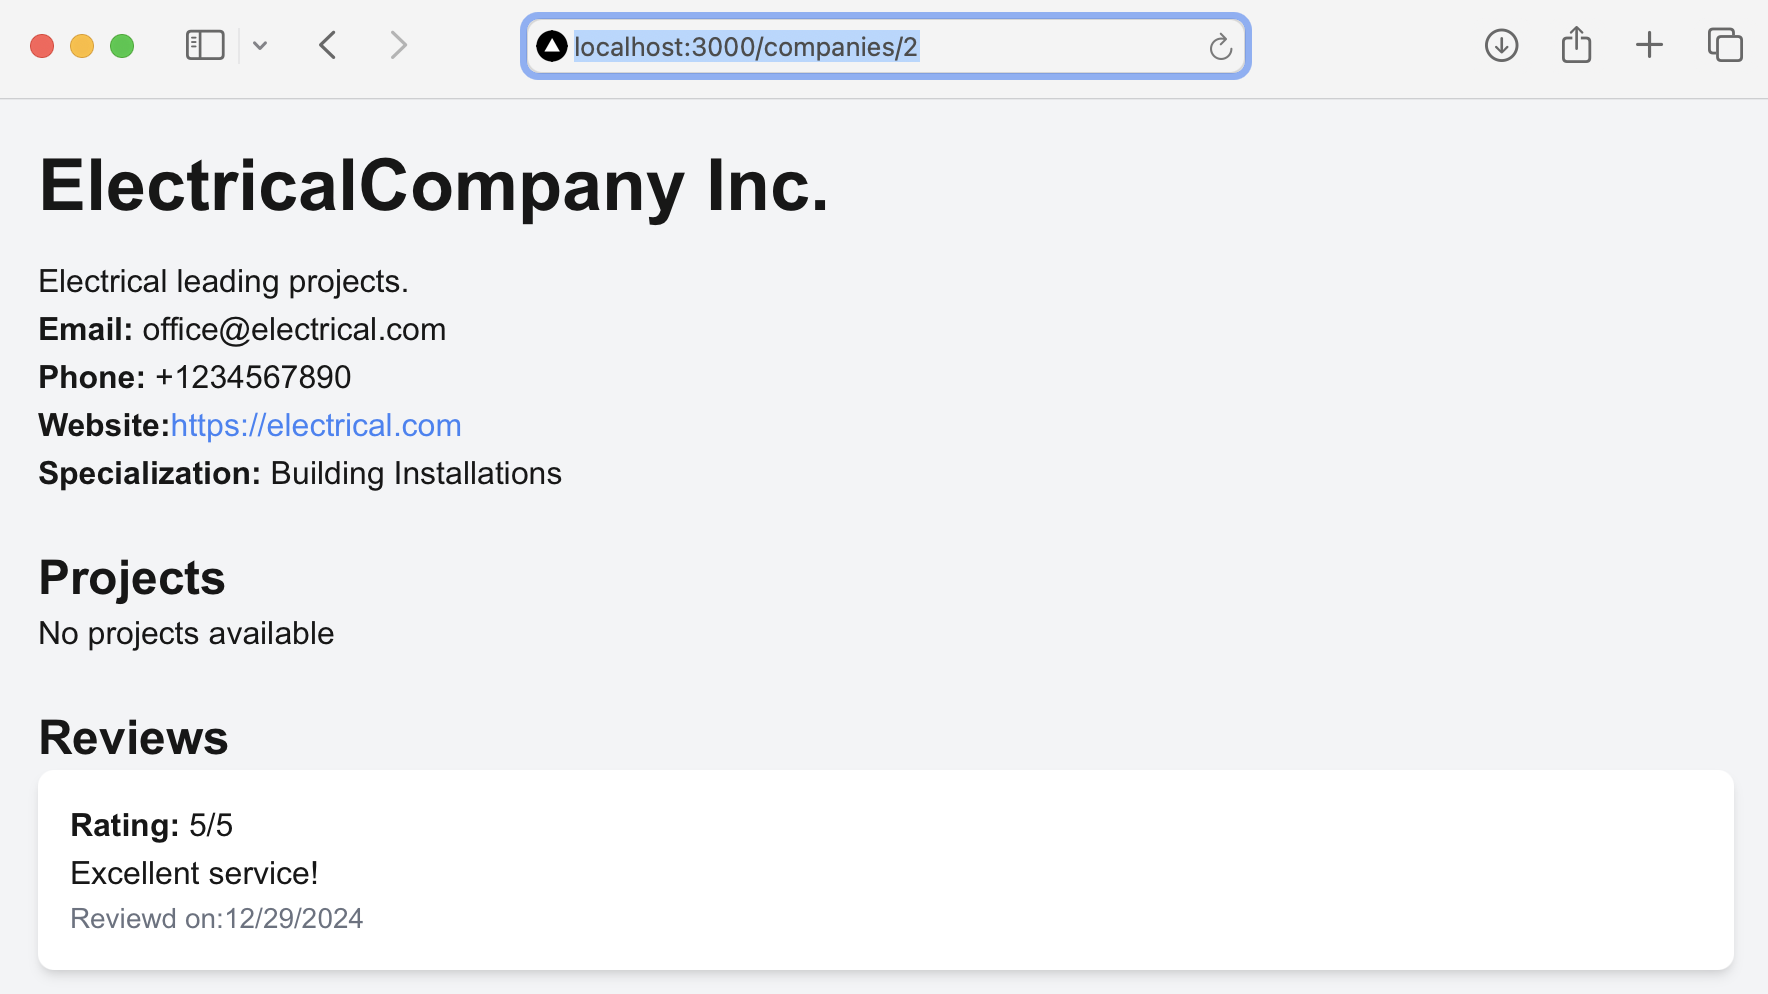 localhost:3000/companies/2
ElectricalCompany Inc.
Electrical leading projects.
Email: office@electrical.com
Phone: +1234567890
Website:https://electrical.com
Specialization: Building Installations
Projects
No projects available
Reviews
Rating: 5/5
Excellent service!
Reviewd on:12/29/2024